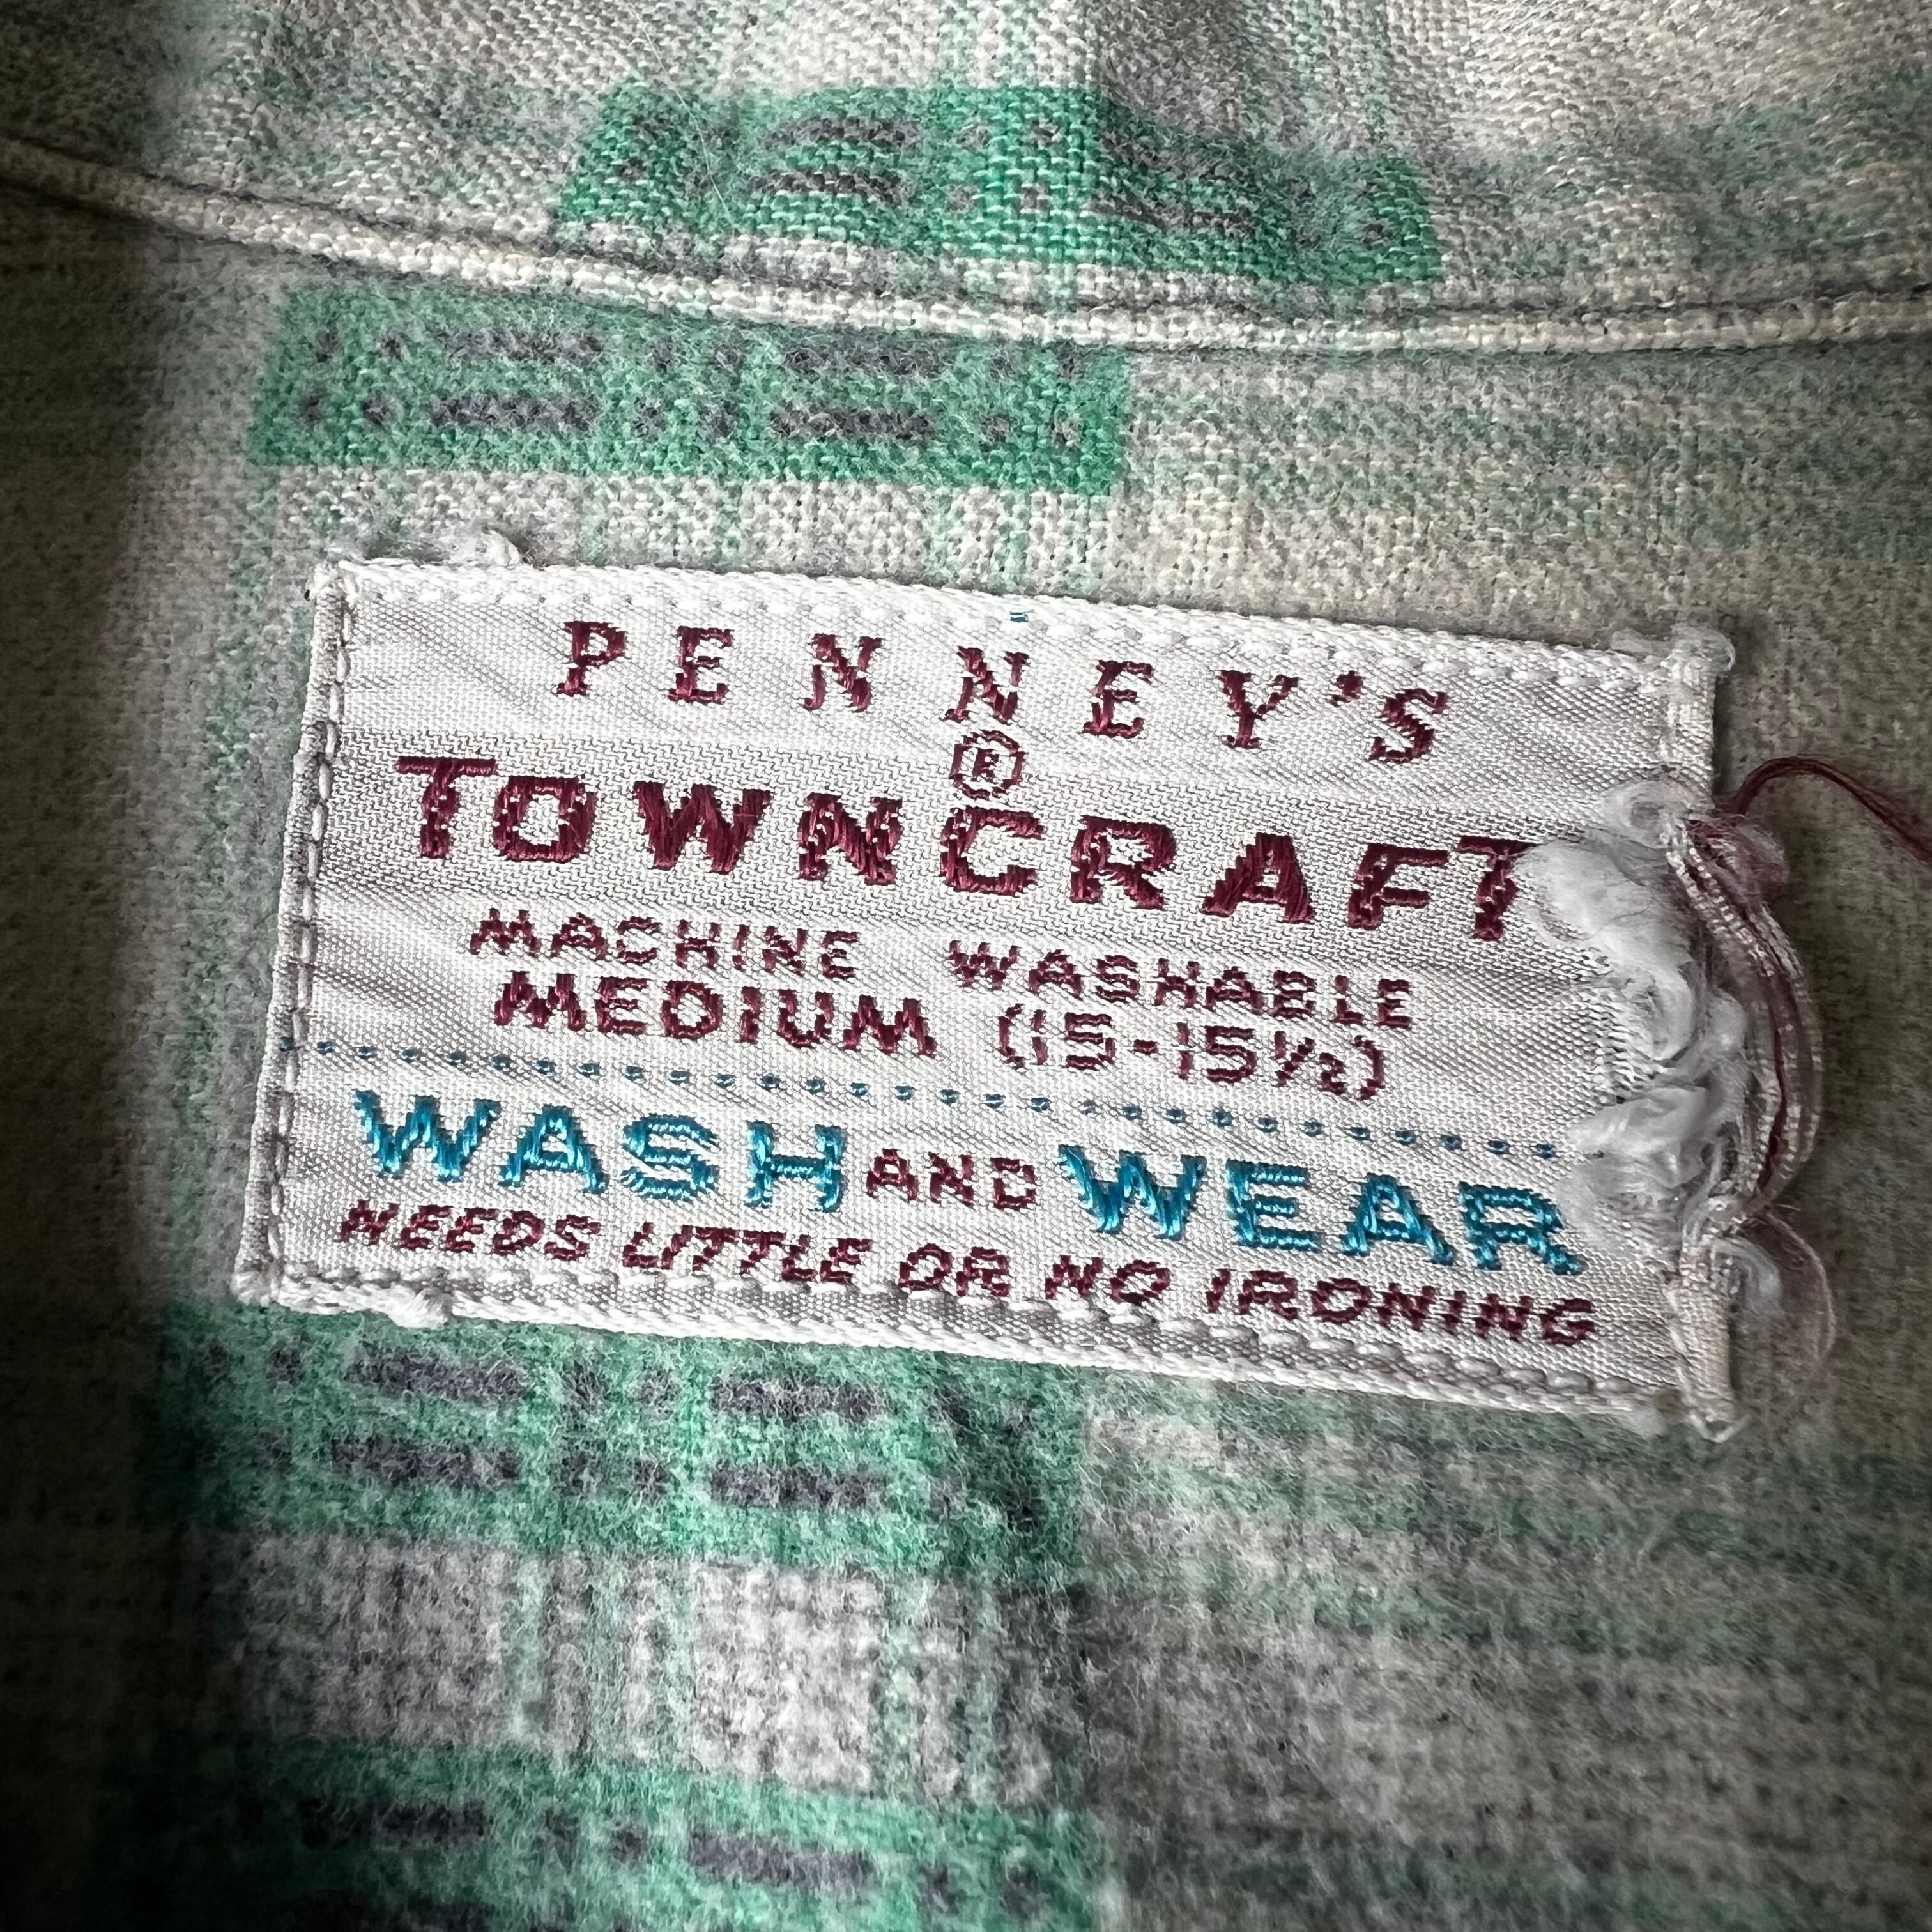 PENNEY'S
®
TOWNCRAFT
MACHINE WASHABLE
MEDIUM (15-15½)
WASH AND WEAR
NEEDS LITTLE OR NO IRONING